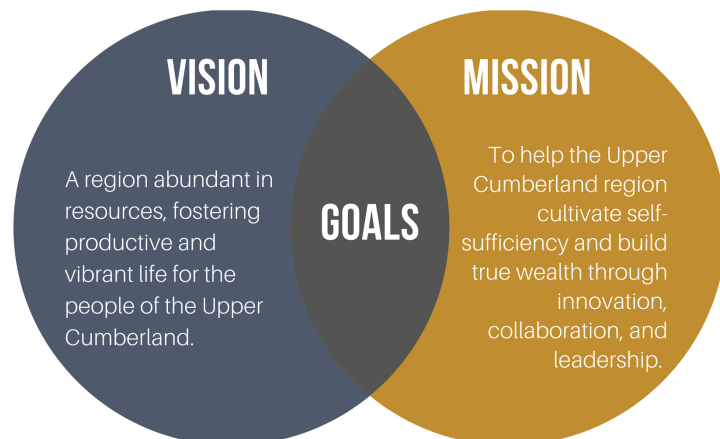 VISION
A region abundant in
resources, fostering
productive and
vibrant life for the
people of the Upper
Cumberland.
GOALS
MISSION
To help the Upper
Cumberland region
cultivate self-
sufficiency and build
true wealth through
innovation,
collaboration, and
leadership.